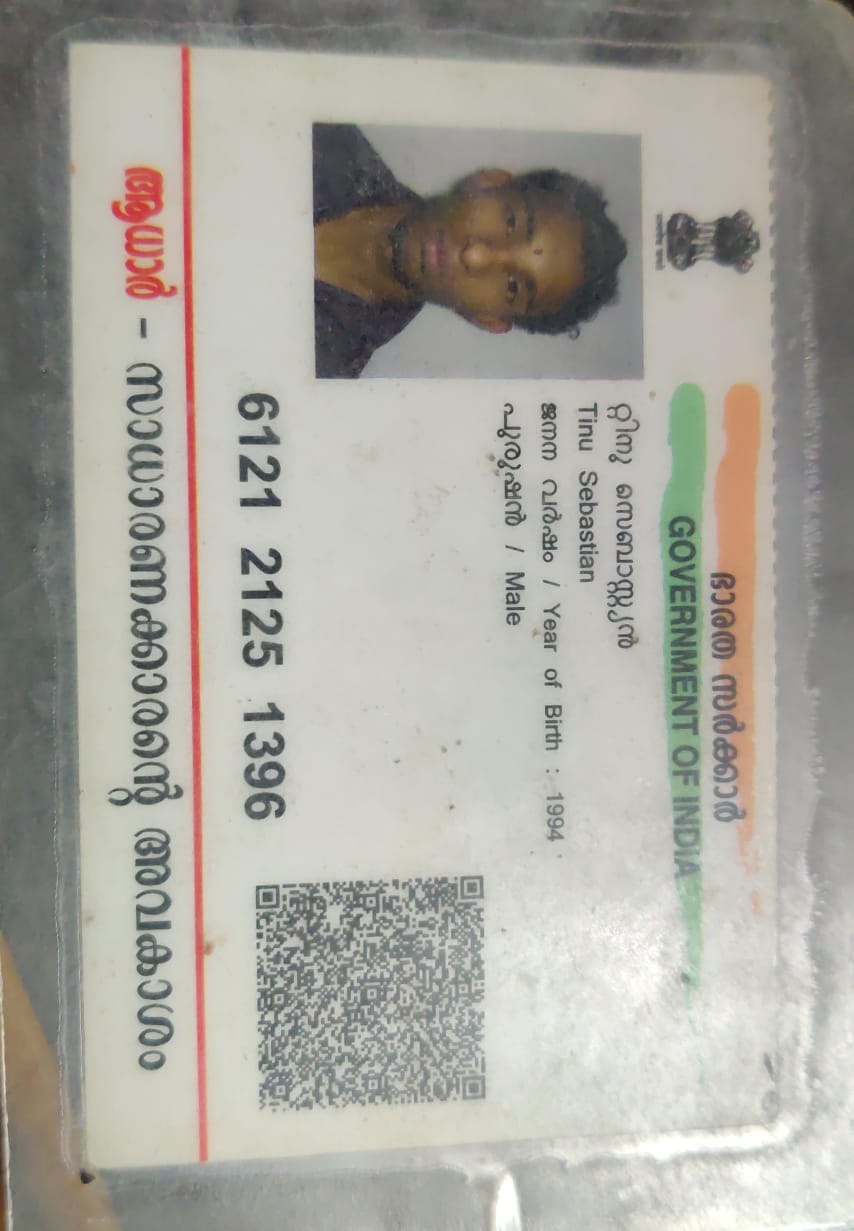 ഭാരത സർക്കാർ
GOVERNMENT OF INDIA
റ്റിനു സെബാസ്റ്റ്യൻ
Tinu Sebastian
ജനന വർഷം / Year of Birth : 1994
പുരുഷൻ / Male
6121 2125 1396
ആധാർ - സാധാരണക്കാരന്റെ അവകാശം